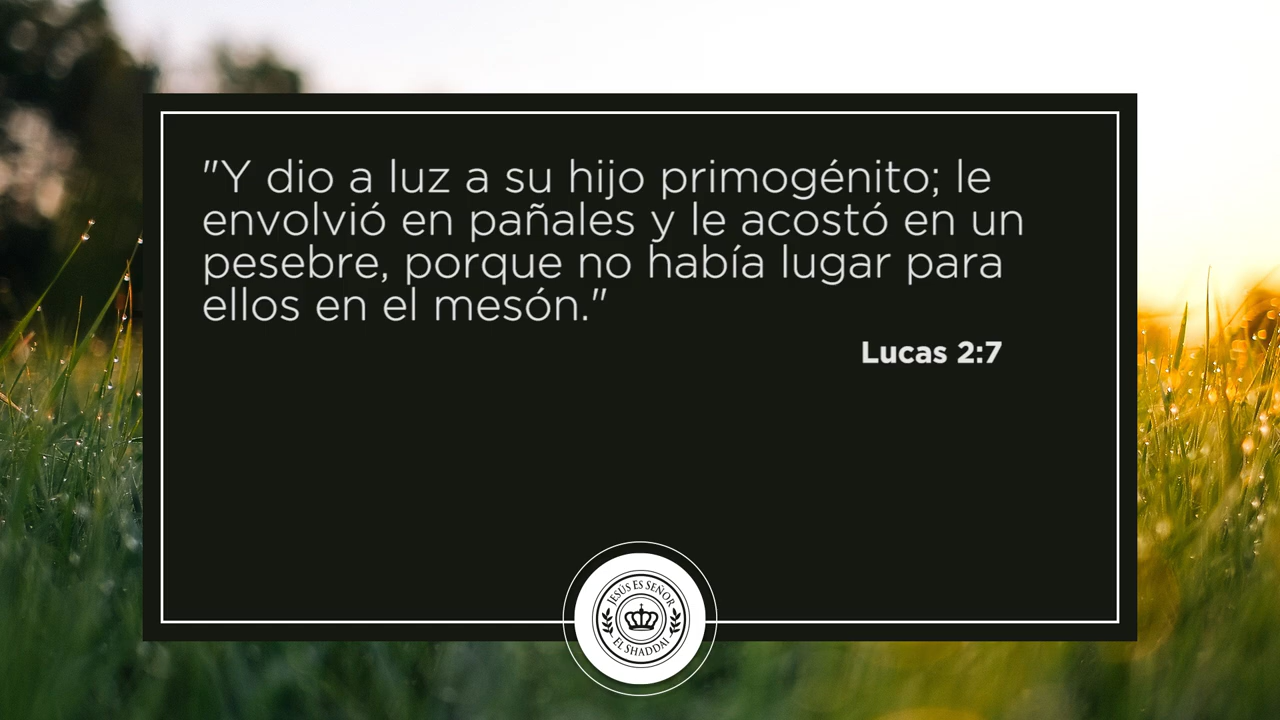 "Y dio a luz a su hijo primogénito; le
envolvió en pañales y le acostó en un
pesebre, porque no había lugar para
ellos en el mesón."
Lucas 2:7
JESÚS ES SEÑOR
EL SHADDAI